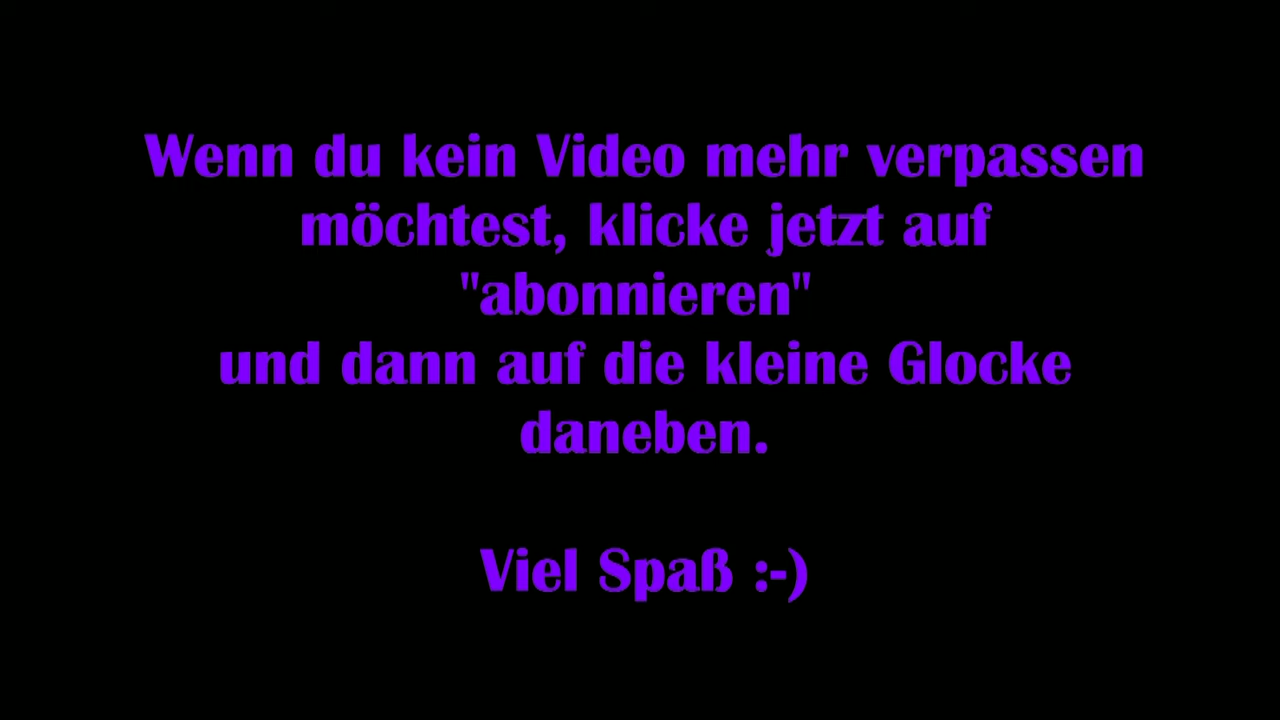 Wenn du kein Video mehr verpassen
möchtest, klicke jetzt auf
"abonnieren"
und dann auf die kleine Glocke
daneben.
Viel Spaß :-)